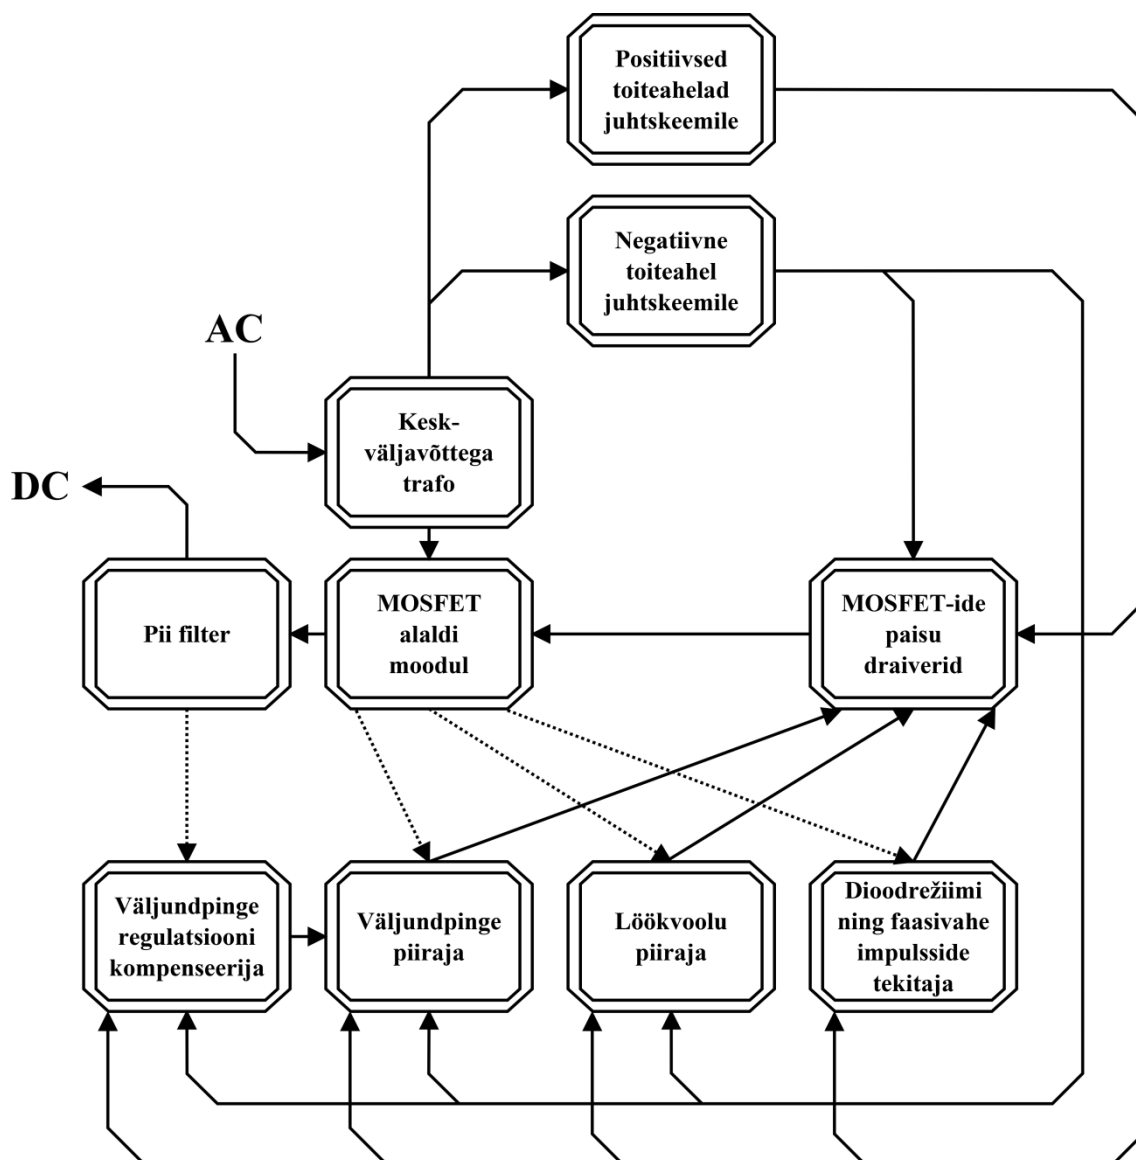 Positiivsed
toiteahelad
juhtskeemile
Negatiivne
toiteahel
juhtskeemile
AC
Kesk-
väljavõttega
trafo
DC
Pii filter
MOSFET
alaldi
moodul
MOSFET-ide
paisu
draiverid
Väljundpinge
regulatsiooni
kompenseerija
Väljundpinge
piiraja
Löökvoolu
piiraja
Dioodrežiimi
ning faasivahe
impulsside
tekitaja